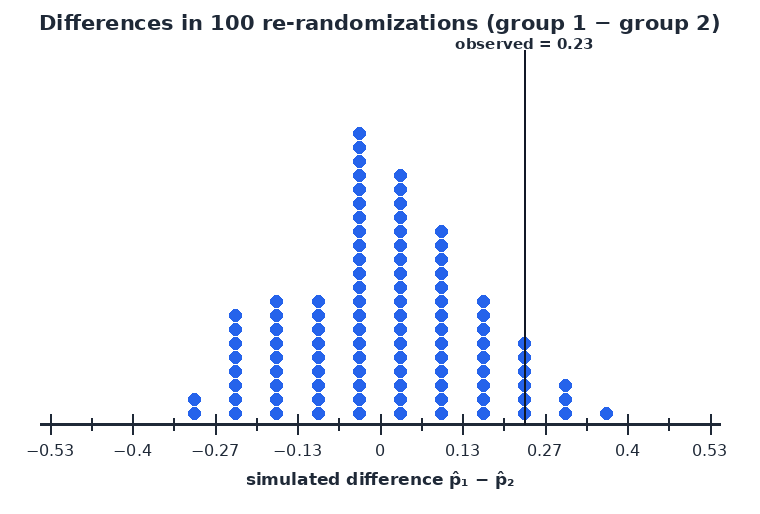 Differences in 100 re-randomizations (group 1 − group 2)
observed = 0.23
−0.53 −0.4 −0.27 −0.13 0 0.13 0.27 0.4 0.53
simulated difference p̂₁ − p̂₂